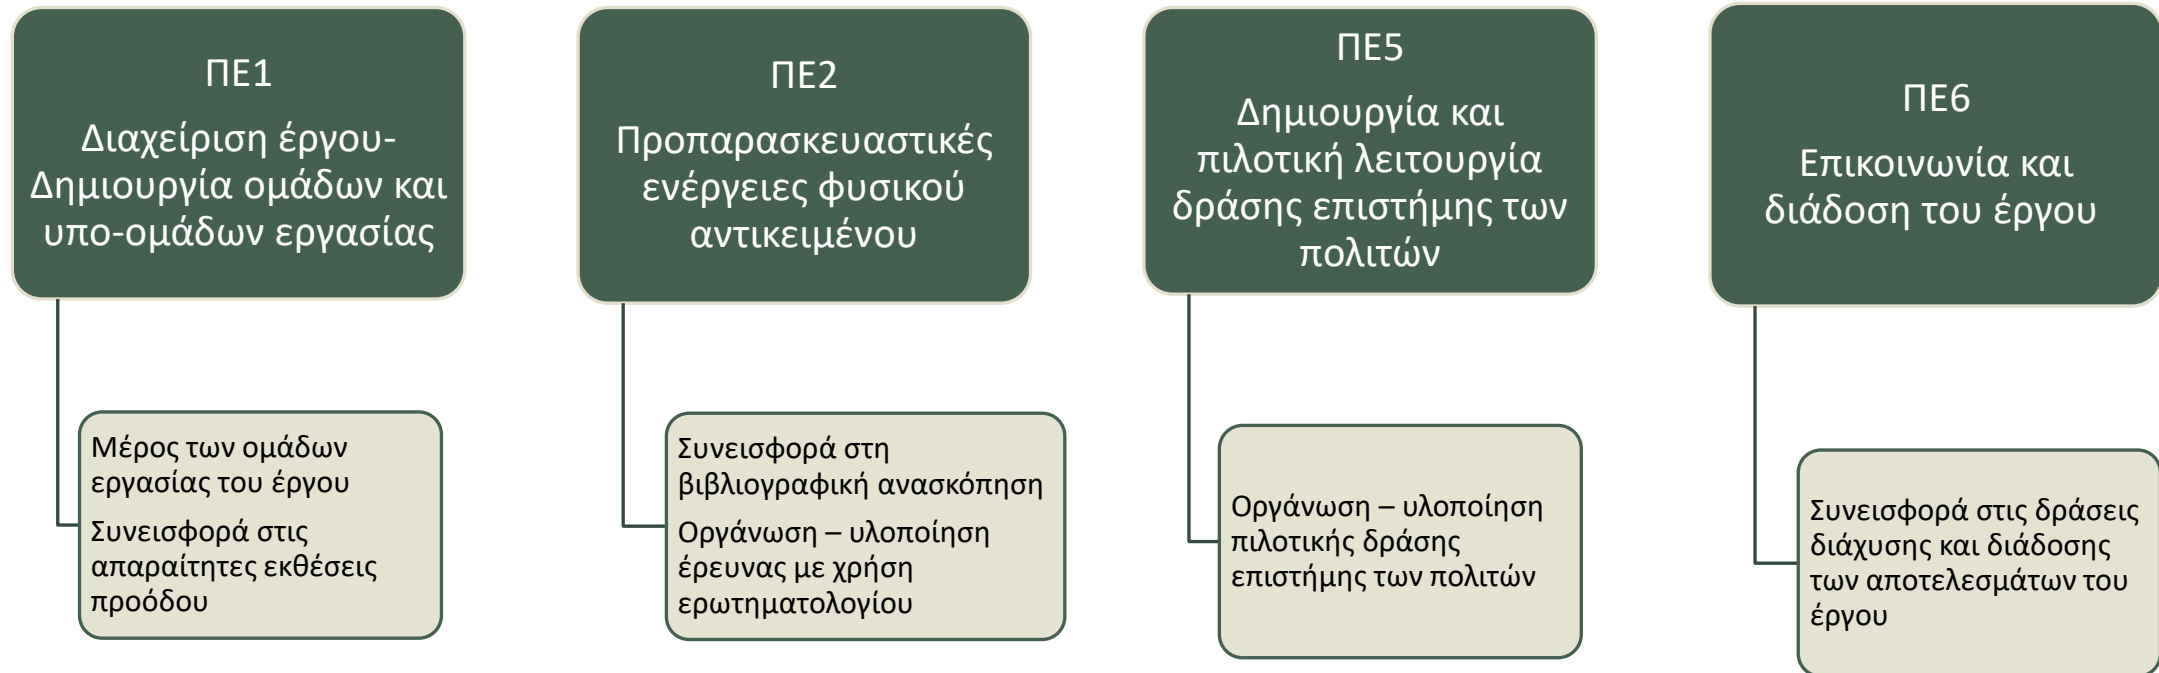 ΠΕ1
Διαχείριση έργου-
Δημιουργία ομάδων και
υπο-ομάδων εργασίας
Μέρος των ομάδων
εργασίας του έργου
Συνεισφορά στις
απαραίτητες εκθέσεις
προόδου
ΠΕ2
Προπαρασκευαστικές
ενέργειες φυσικού
αντικειμένου
Συνεισφορά στη
βιβλιογραφική ανασκόπηση
Οργάνωση – υλοποίηση
έρευνας με χρήση
ερωτηματολογίου
ΠΕ5
Δημιουργία και
πιλοτική λειτουργία
δράσης επιστήμης των
πολιτών
Οργάνωση – υλοποίηση
πιλοτικής δράσης
επιστήμης των πολιτών
ΠΕ6
Επικοινωνία και
διάδοση του έργου
Συνεισφορά στις δράσεις
διάχυσης και διάδοσης
των αποτελεσμάτων του
έργου